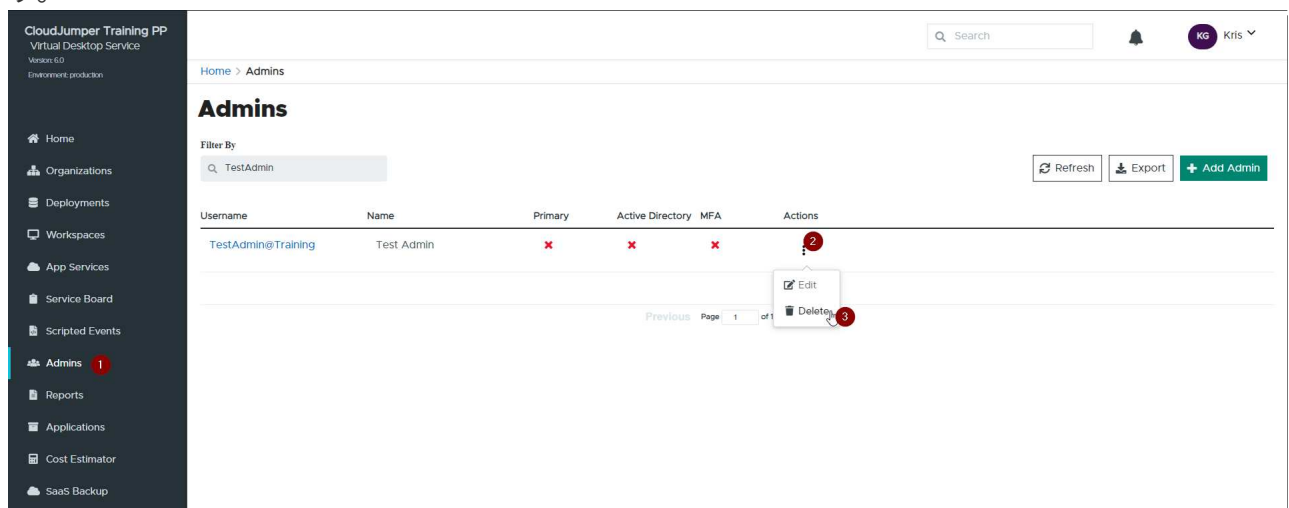 CloudJumper Training PP
Virtual Desktop Service
Version: 6.0
Environment: production
Search
KG Kris
Home > Admins
Admins
Home
Organizations
Deployments
Workspaces
App Services
Service Board
Scripted Events
Admins 1
Reports
Applications
Cost Estimator
SaaS Backup
Filter By
TestAdmin
Refresh Export + Add Admin
Username Name Primary Active Directory MFA Actions
TestAdmin@Training Test Admin 2
Edit
Delete 3
Previous Page 1 of 1